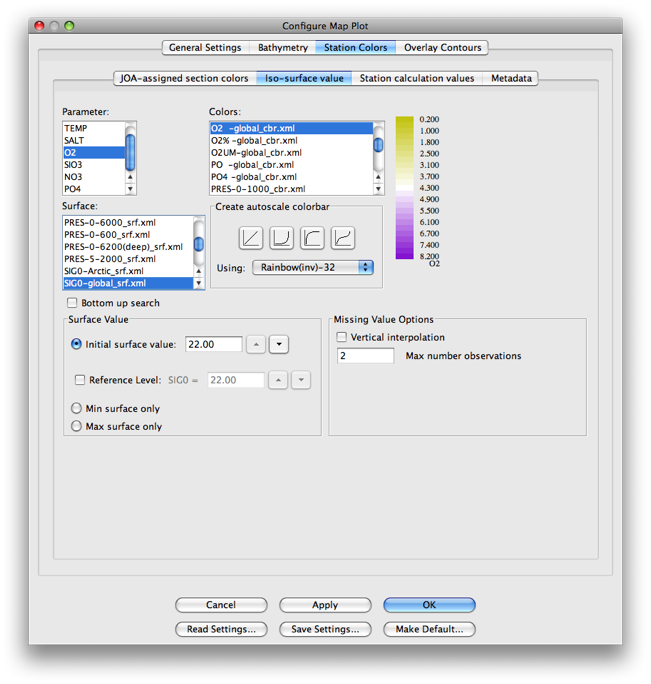 Configure Map Plot
General Settings Bathymetry Station Colors Overlay Contours
JOA-assigned section colors Iso-surface value Station calculation values Metadata
Parameter:
TEMP
SALT
O2
SIO3
NO3
PO4
Colors:
O2 -global_cbr.xml
O2% -global_cbr.xml
O2UM-global_cbr.xml
PO -global_cbr.xml
PO4 -global_cbr.xml
PRES-0-1000_cbr.xml
0.200
1.000
1.800
2.500
3.100
3.700
4.300
4.900
5.500
6.100
6.700
7.400
8.200
O2
Surface:
PRES-0-6000_srf.xml
PRES-0-600_srf.xml
PRES-0-6200(deep)_srf.xml
PRES-5-2000_srf.xml
SIG0-Arctic_srf.xml
SIG0-global_srf.xml
Create autoscale colorbar
Using: Rainbow(inv)-32
Bottom up search
Surface Value
Initial surface value: 22.00
Reference Level: SIG0 = 22.00
Min surface only
Max surface only
Missing Value Options
Vertical interpolation
2 Max number observations
Cancel Apply OK
Read Settings... Save Settings... Make Default...